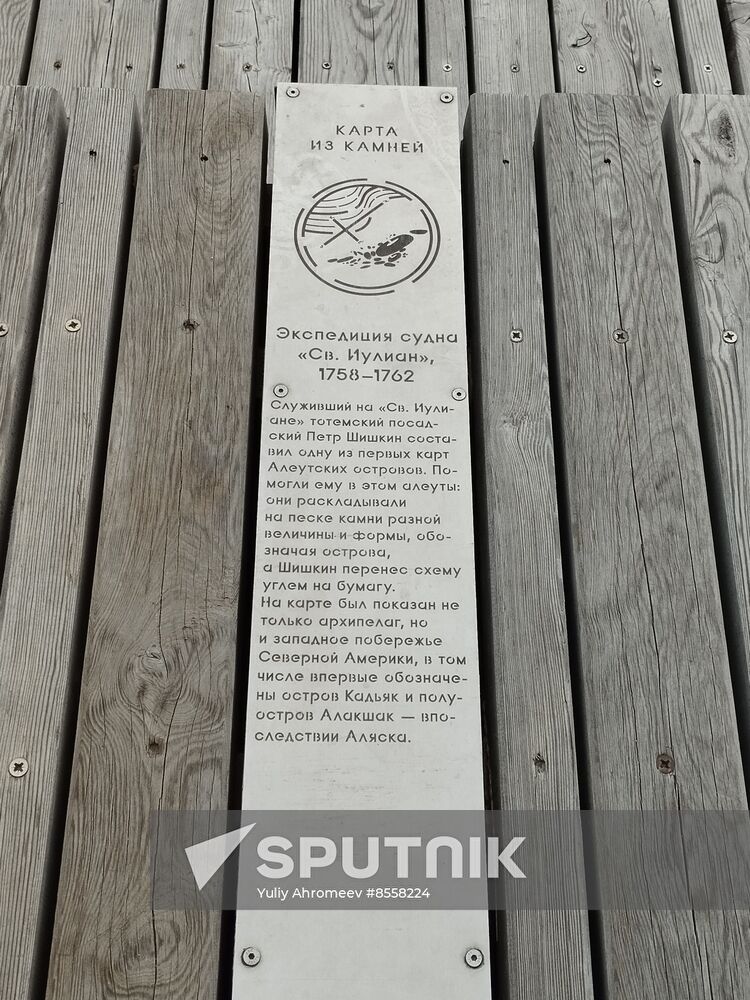 КАРТА
ИЗ КАМНЕЙ
Экспедиция судна
«Св. Иулиан»,
1758–1762
Служивший на «Св. Иули-
ане» тотемский посад-
ский Петр Шишкин соста-
вил одну из первых карт
Алеутских островов. По-
могли ему в этом алеуты:
они раскладывали
на песке камни разной
величины и формы, обо-
значая острова,
а Шишкин перенес схему
углем на бумагу.
На карте был показан не
только архипелаг, но
и западное побережье
Северной Америки, в том
числе впервые обозначе-
ны остров Кадьяк и полу-
остров Алакшак — впо-
следствии Аляска.
SPUTNIK
Yuliy Ahromeev #8558224